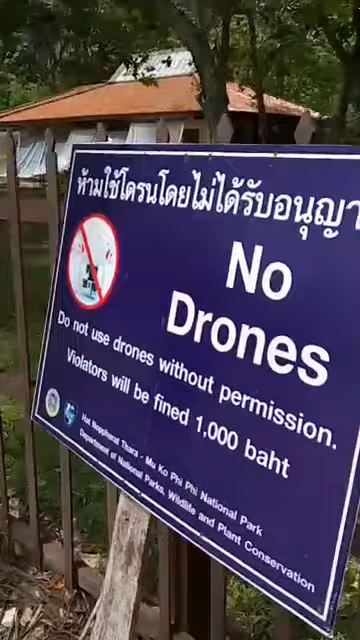 ห้ามใช้โดรนโดยไม่ได้รับอนุญา
No
Drones
Do not use drones without permission.
Violators will be fined 1,000 baht
Hat Noppharat Thara - Mu Ko Phi Phi National Park
Department of National Parks, Wildlife and Plant Conservation